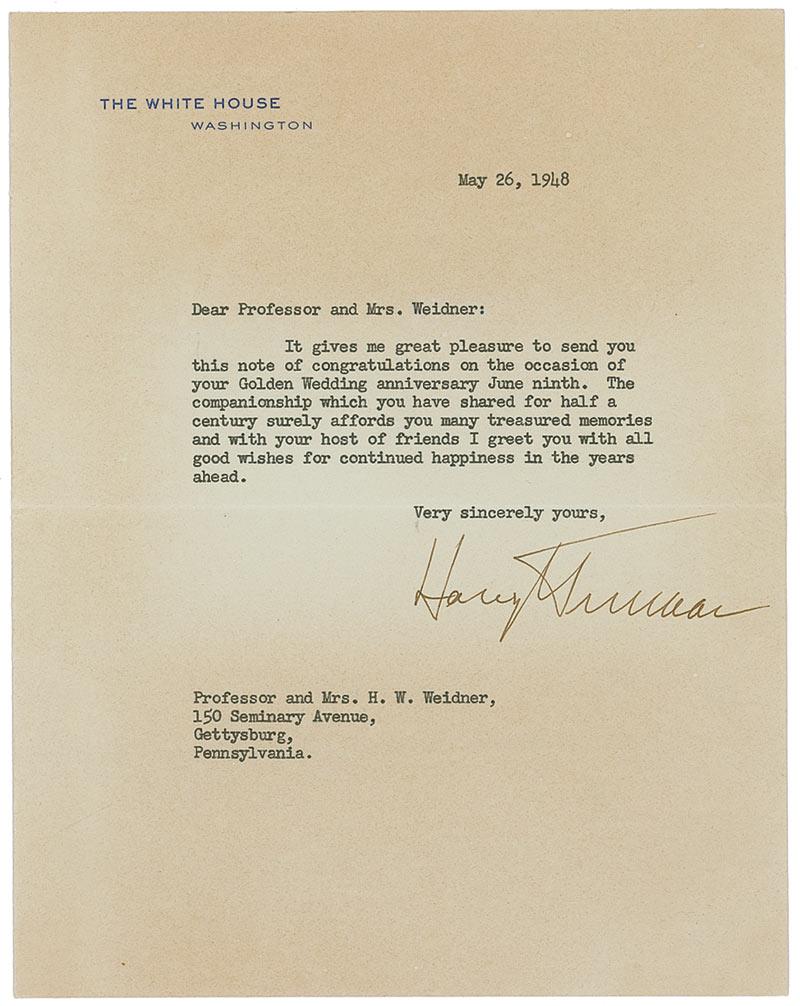 THE WHITE HOUSE
WASHINGTON
May 26, 1948
Dear Professor and Mrs. Weidner:
It gives me great pleasure to send you
this note of congratulations on the occasion of
your Golden Wedding anniversary June ninth. The
companionship which you have shared for half a
century surely affords you many treasured memories
and with your host of friends I greet you with all
good wishes for continued happiness in the years
ahead.
Very sincerely yours,
Harry Truman
Professor and Mrs. H. W. Weidner,
150 Seminary Avenue,
Gettysburg,
Pennsylvania.